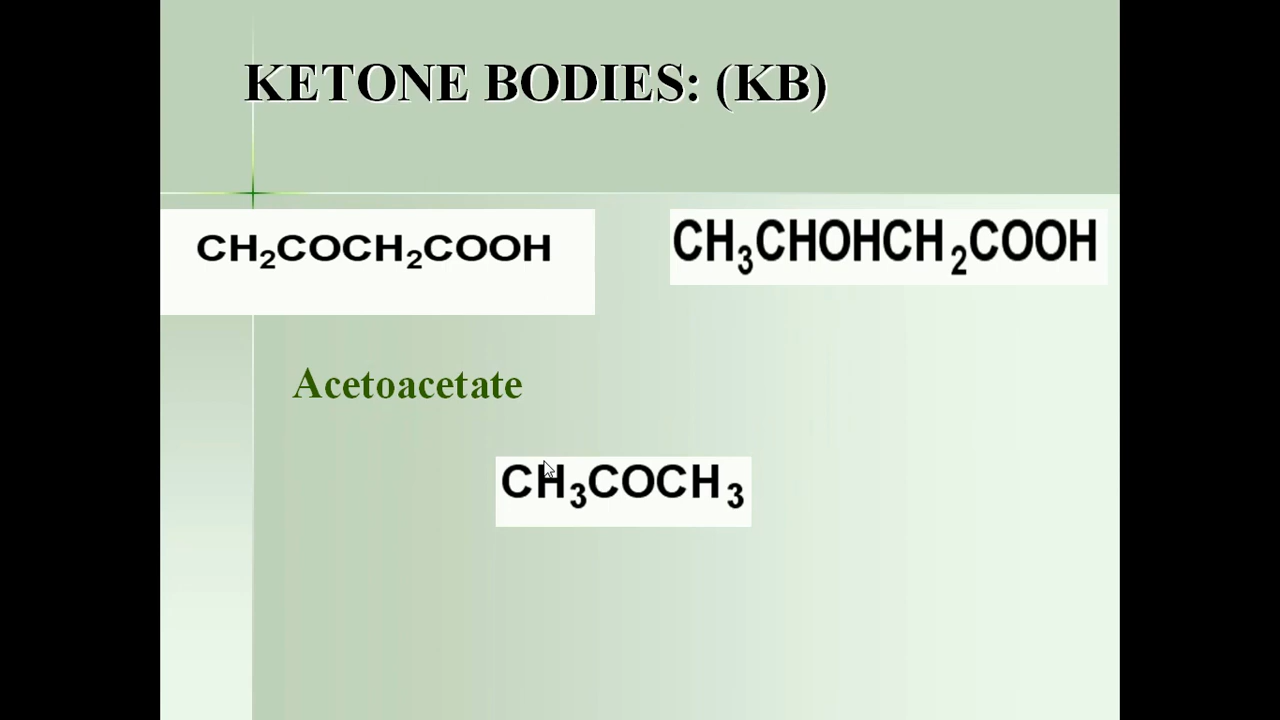 KETONE BODIES: (KB)
CH₂COCH₂COOH
CH₃CHOHCH₂COOH
Acetoacetate
CH₃COCH₃